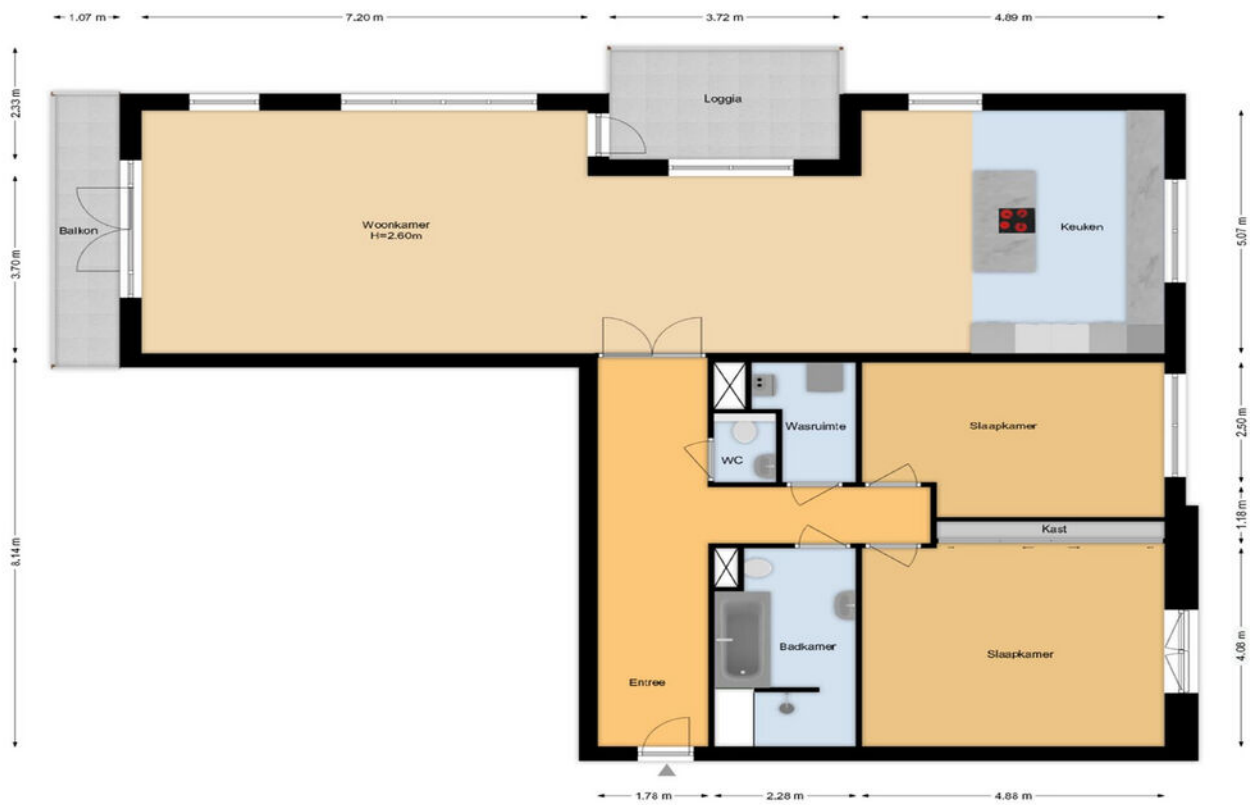 1.07 m
7.20 m
3.72 m
4.89 m
2.33 m
3.70 m
8.14 m
Loggia
Balkon
Woonkamer
H=2.60m
Keuken
5.07 m
2.50 m
1.18 m
4.08 m
Wasruimte
WC
Slaapkamer
Kast
Badkamer
Slaapkamer
Entree
1.78 m
2.28 m
4.88 m